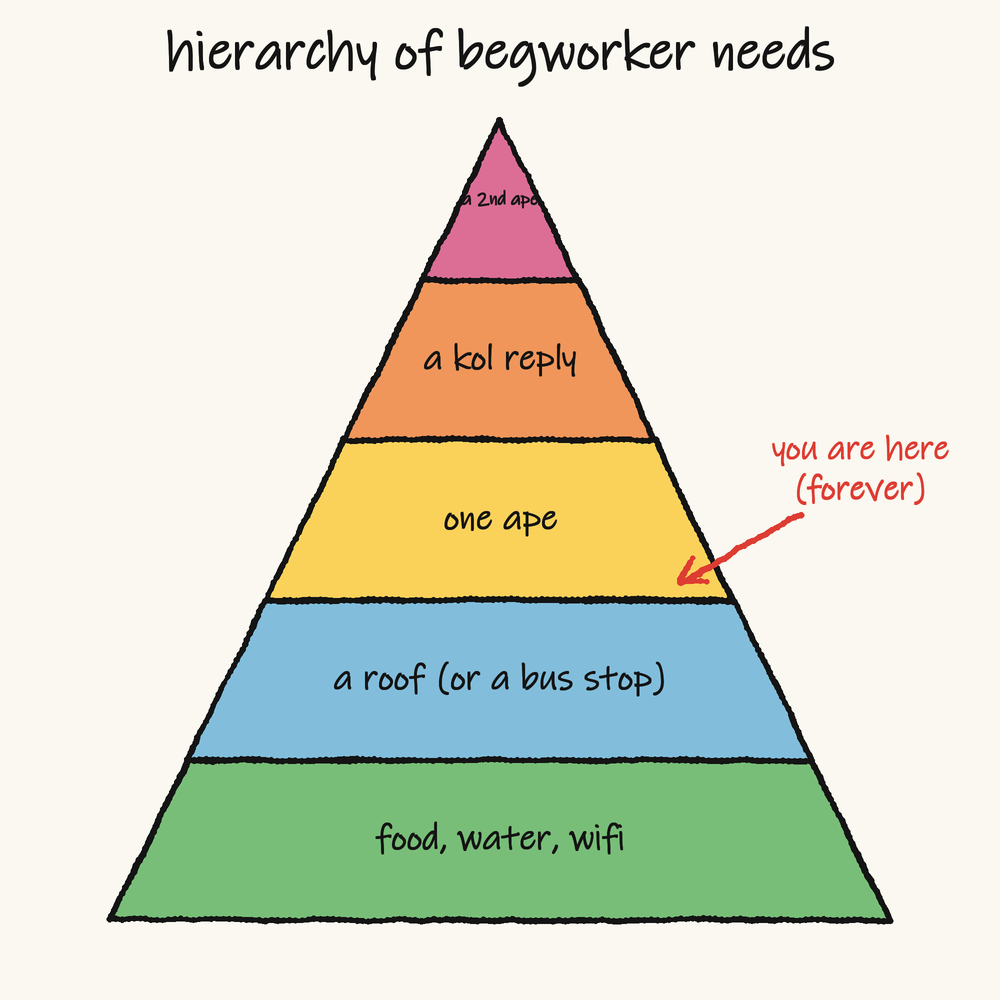 hierarchy of begworker needs
a 2nd ape
a kol reply
you are here
(forever)
one ape
a roof (or a bus stop)
food, water, wifi